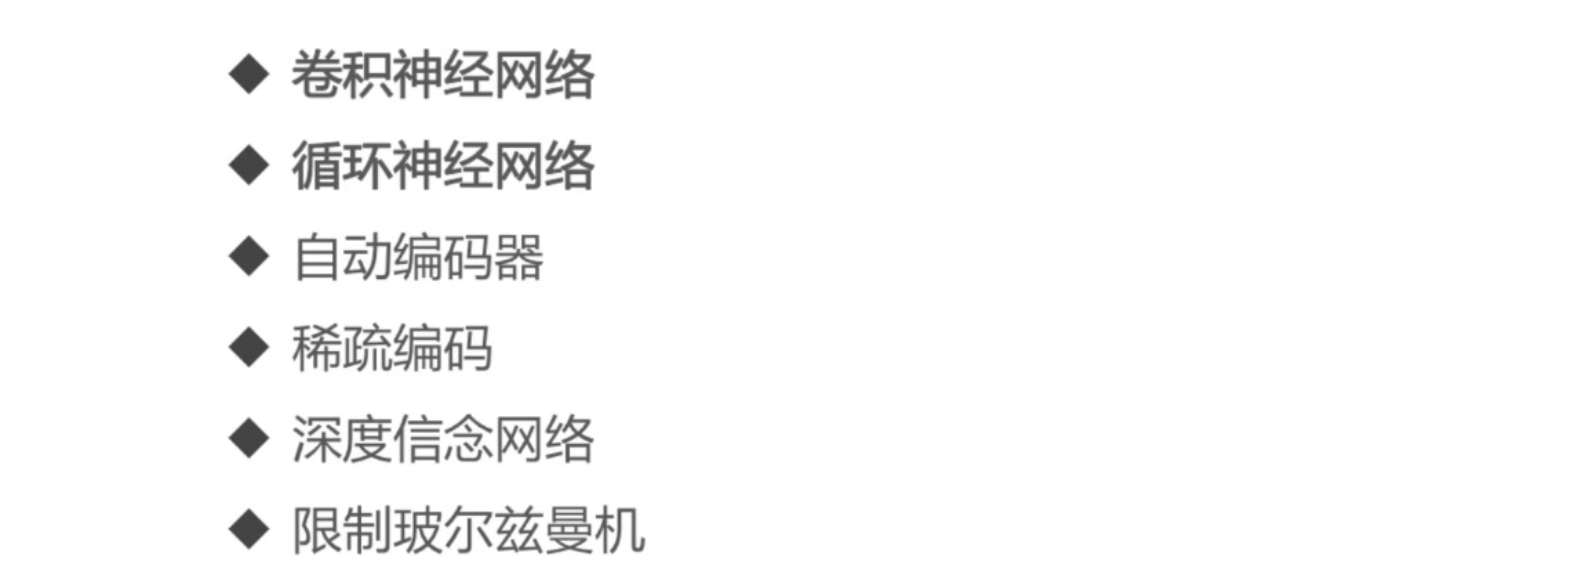 ◆ 卷积神经网络
◆ 循环神经网络
◆ 自动编码器
◆ 稀疏编码
◆ 深度信念网络
◆ 限制玻尔兹曼机